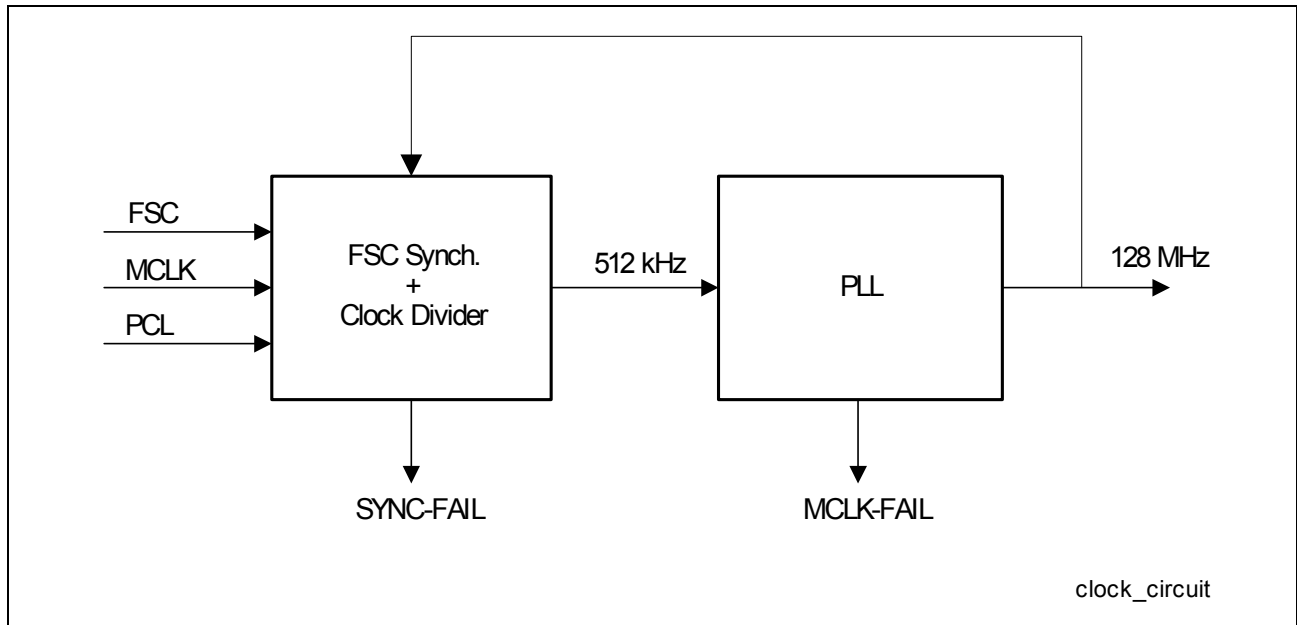 FSC
MCLK
PCL
FSC Synch.
+
Clock Divider
512 kHz
PLL
128 MHz
SYNC-FAIL
MCLK-FAIL
clock_circuit